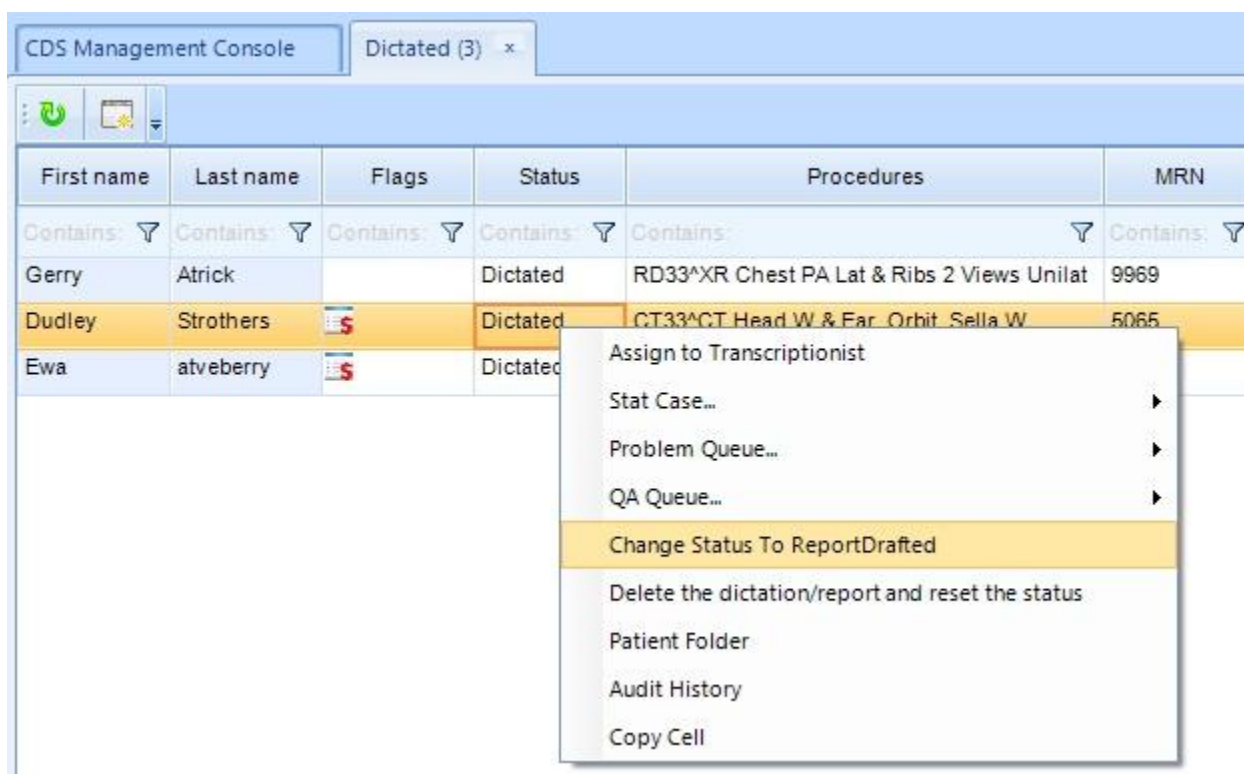 CDS Management Console Dictated (3) ×
First name Last name Flags Status Procedures MRN
Contains: Contains: Contains: Contains: Contains: Contains:
Gerry Atrick Dictated RD33^XR Chest PA Lat & Ribs 2 Views Unilat 9969
Dudley Strothers $ Dictated CT33^CT Head W & Ear, Orbit, Sella W 5065
Ewa atveberry $ Dictated
Assign to Transcriptionist
Stat Case...
Problem Queue...
QA Queue...
Change Status To ReportDrafted
Delete the dictation/report and reset the status
Patient Folder
Audit History
Copy Cell